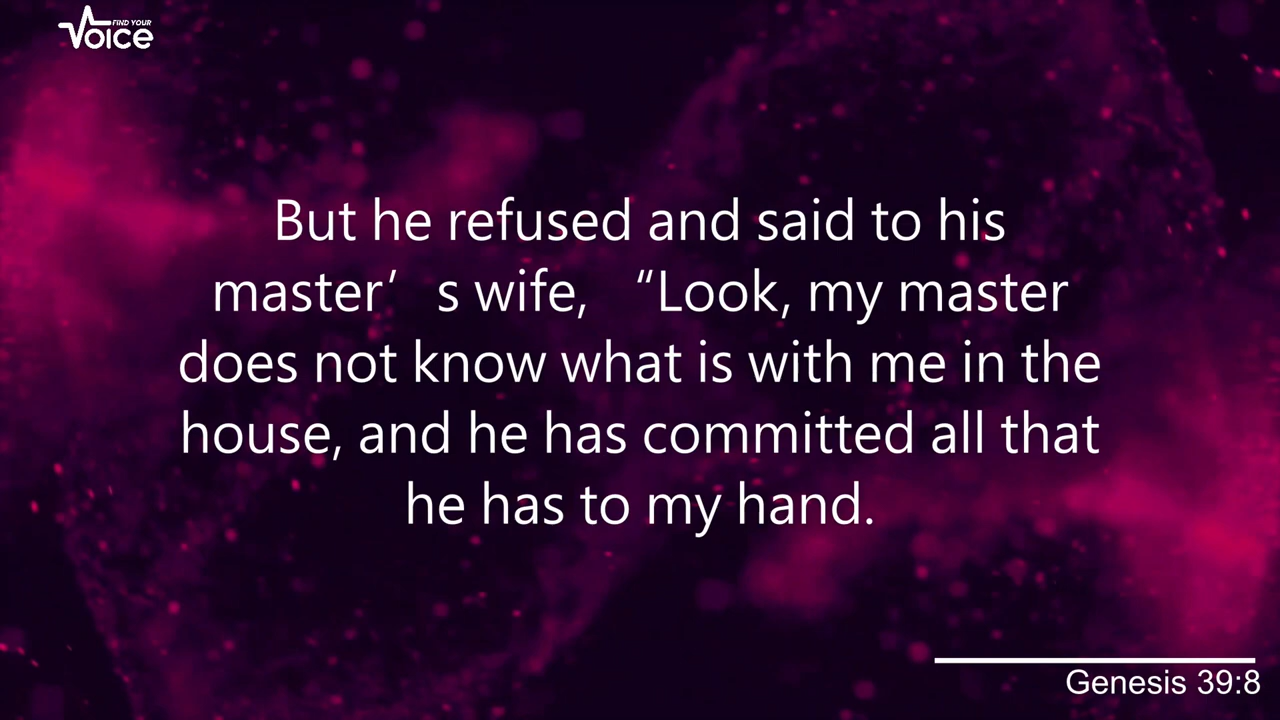 FIND YOUR
VOICE
But he refused and said to his
master’ s wife, “Look, my master
does not know what is with me in the
house, and he has committed all that
he has to my hand.
Genesis 39:8